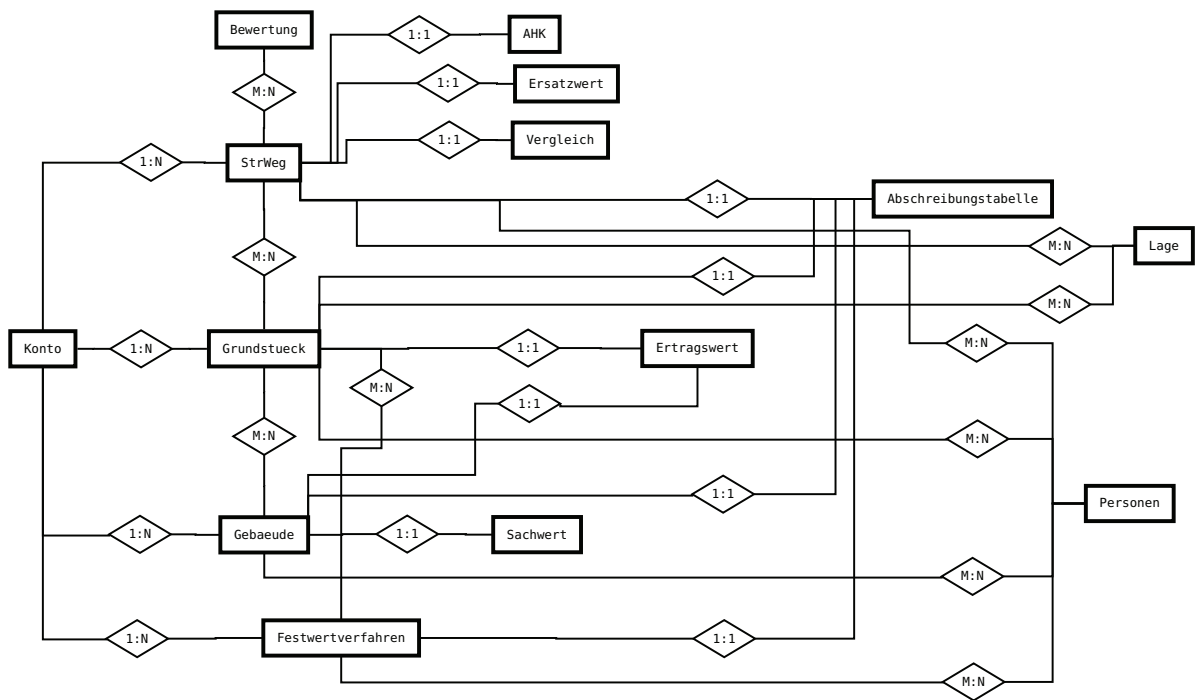 Bewertung
1:1
AHK
M:N
1:1
Ersatzwert
1:1
Vergleich
1:N
StrWeg
1:1
Abschreibungstabelle
M:N
M:N
Lage
1:1
M:N
Konto
1:N
Grundstueck
1:1
Ertragswert
M:N
M:N
1:1
M:N
M:N
1:1
Personen
1:N
Gebaeude
1:1
Sachwert
M:N
1:N
Festwertverfahren
1:1
M:N